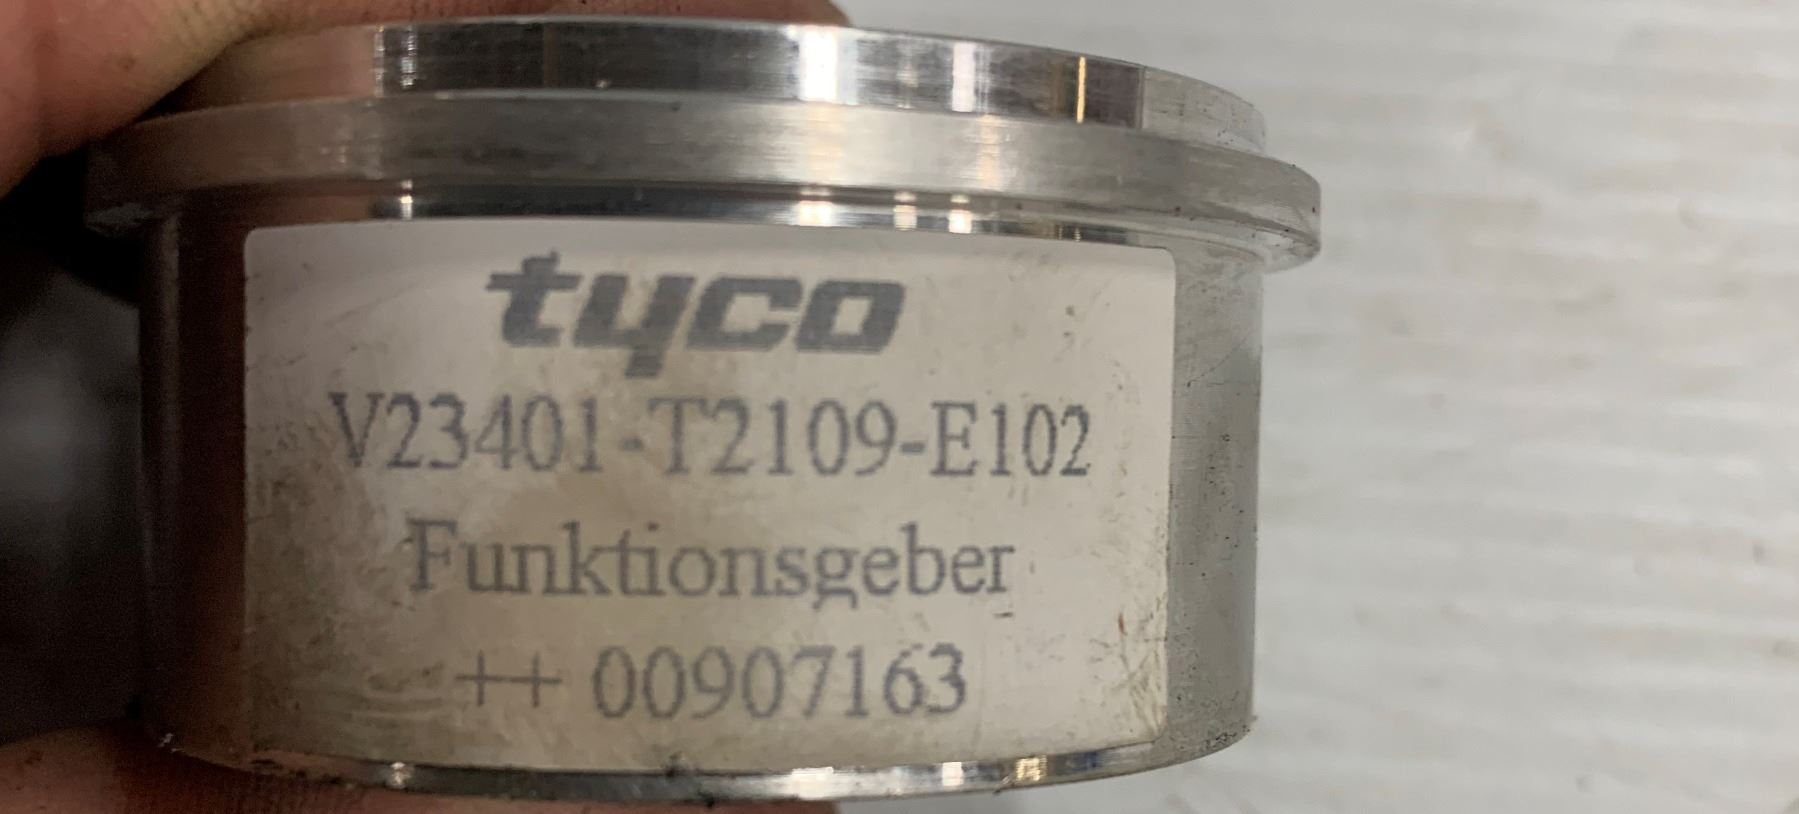 tyco
V23401-T2109-E102
Funktionsgeber
++ 00907163